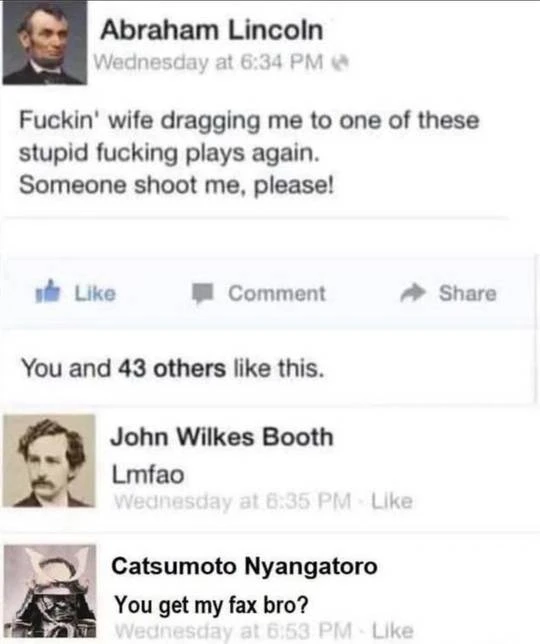 Abraham Lincoln
Wednesday at 6:34 PM
Fuckin' wife dragging me to one of these
stupid fucking plays again.
Someone shoot me, please!
Like Comment Share
You and 43 others like this.
John Wilkes Booth
Lmfao
Wednesday at 6:35 PM · Like
Catsumoto Nyangatoro
You get my fax bro?
Wednesday at 6:53 PM · Like